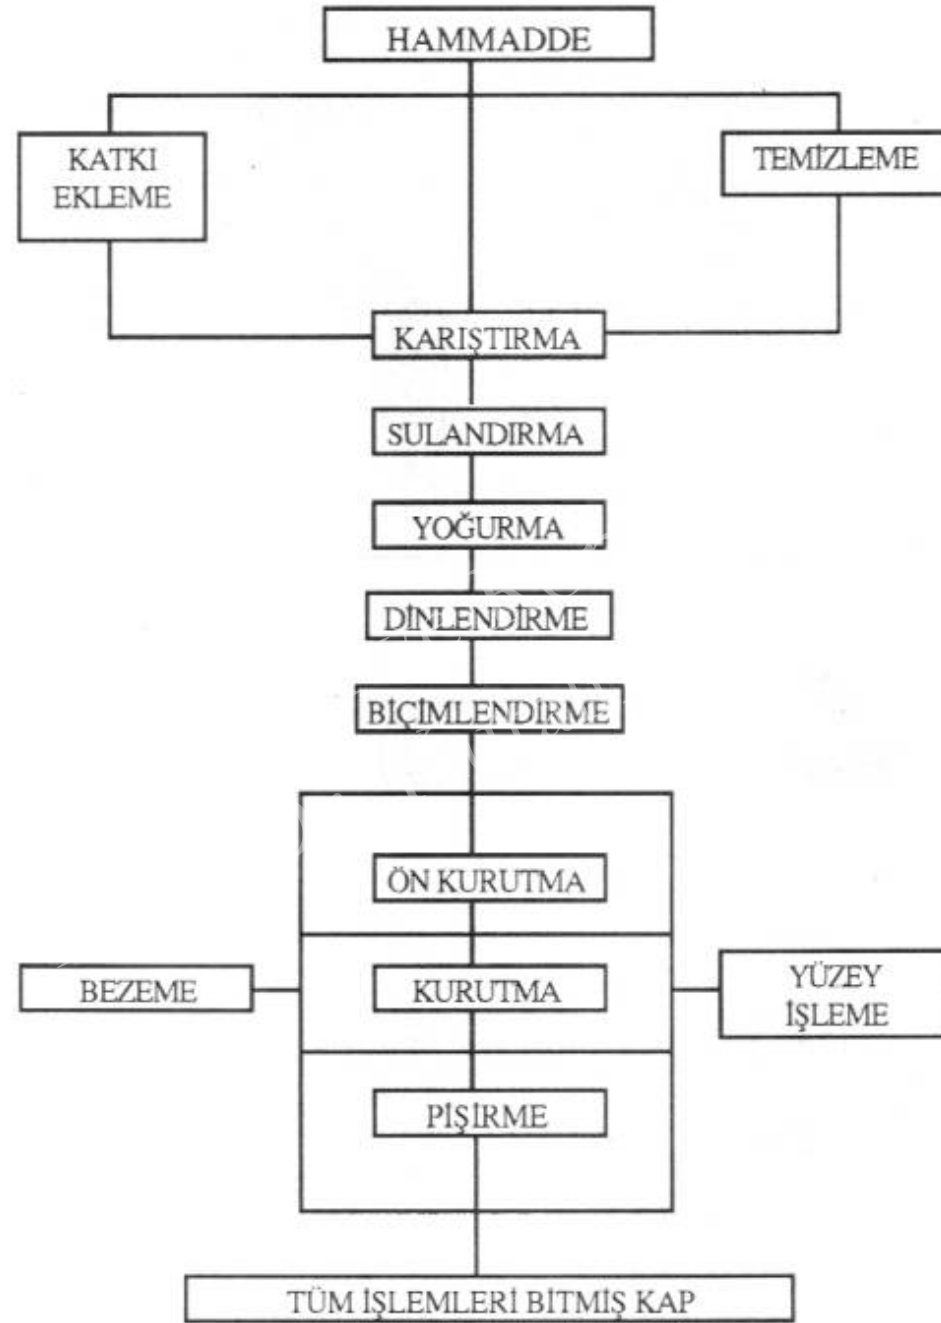 HAMMADDE
KATKI
EKLEME
TEMİZLEME
KARIŞTIRMA
SULANDIRMA
YOĞURMA
DİNLENDİRME
BİÇİMLENDİRME
ÖN KURUTMA
BEZEME
KURUTMA
YÜZEY
İŞLEME
PİŞİRME
TÜM İŞLEMLERİ BİTMİŞ KAP